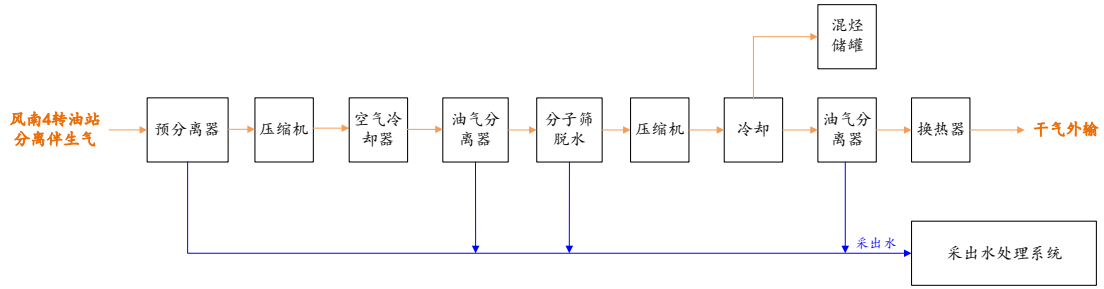 混烃
储罐
风南4转油站
分离伴生气
预分离器
压缩机
空气冷
却器
油气分
离器
分子筛
脱水
压缩机
冷却
油气分
离器
换热器
干气外输
采出水
采出水处理系统